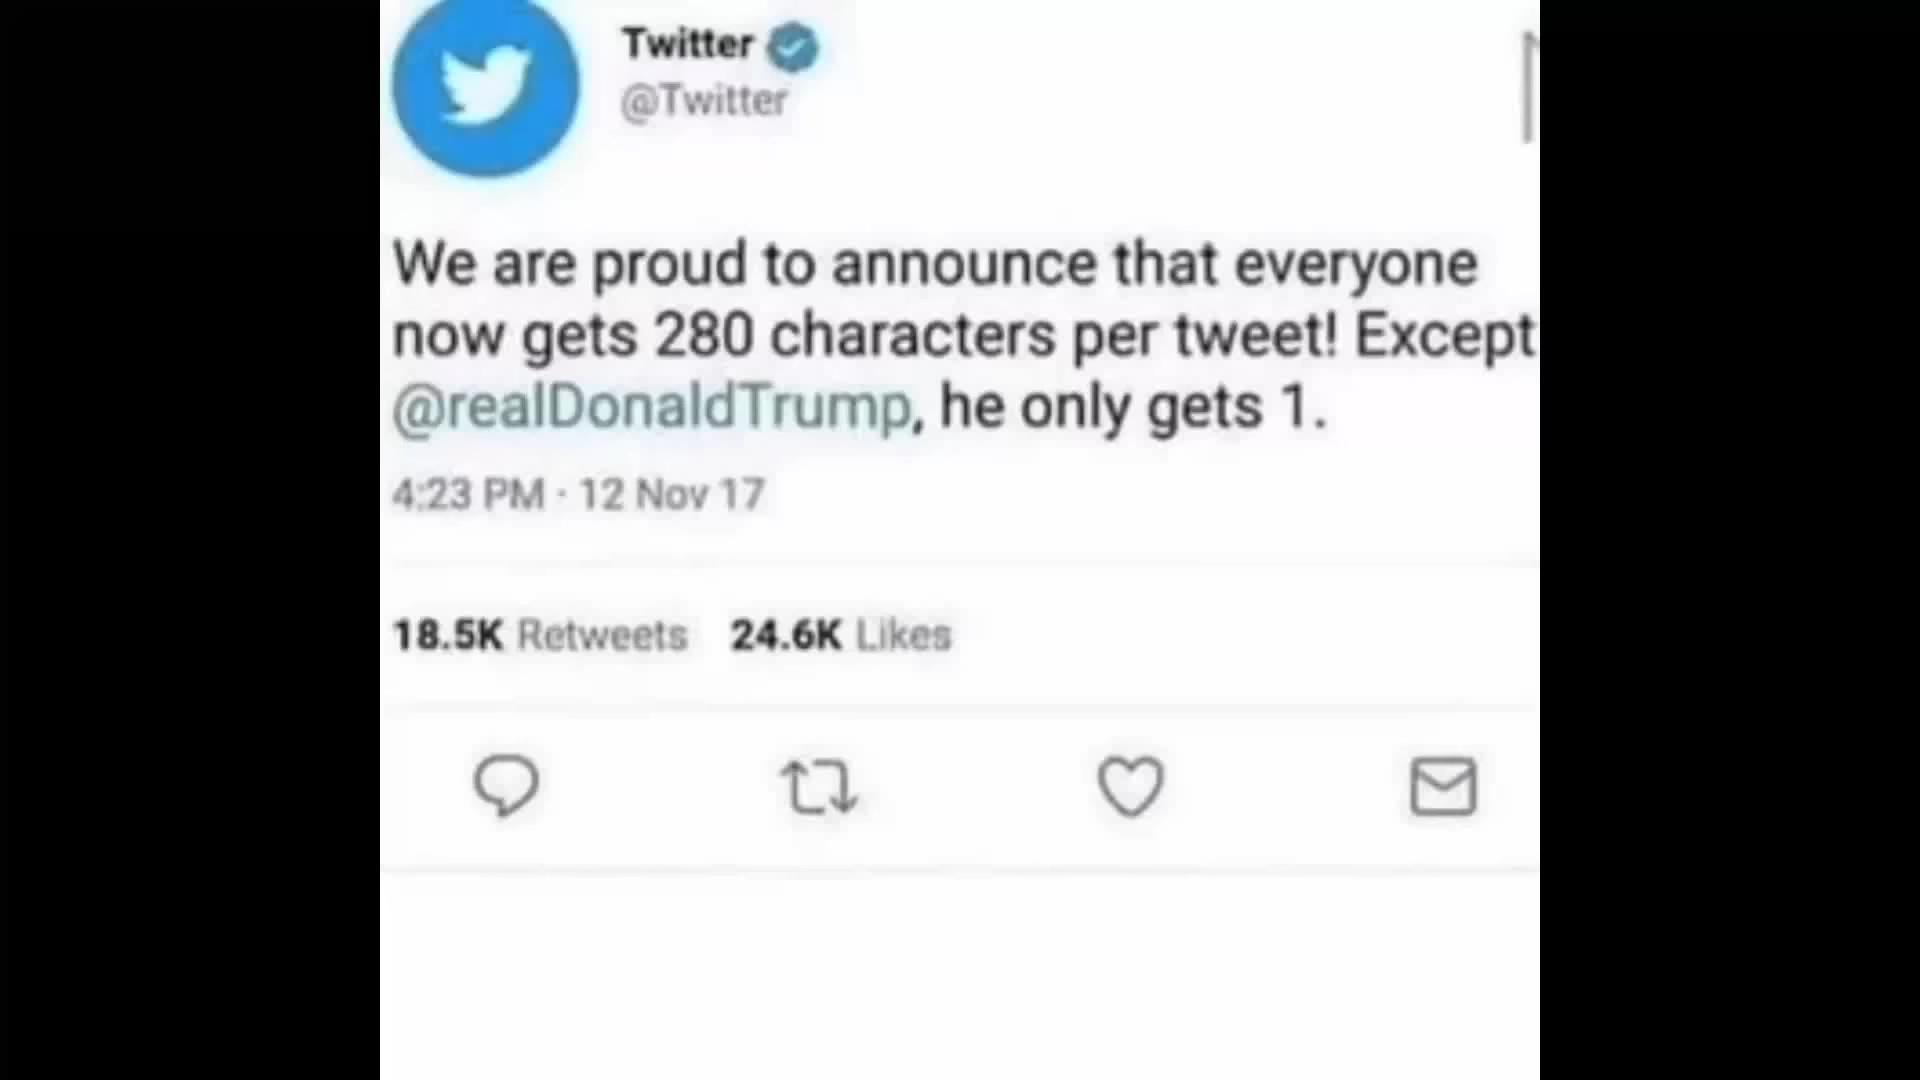 Twitter
@Twitter
We are proud to announce that everyone
now gets 280 characters per tweet! Except
@realDonaldTrump, he only gets 1.
4:23 PM · 12 Nov 17
18.5K Retweets 24.6K Likes